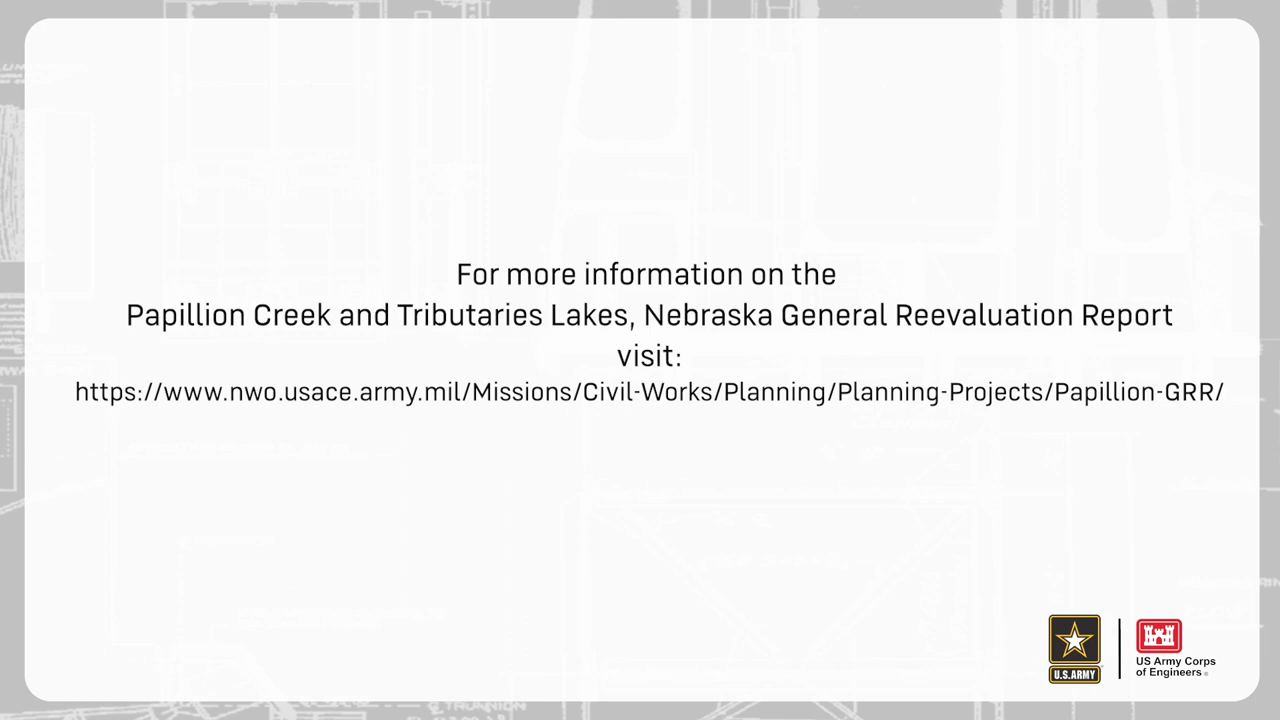 For more information on the
Papillion Creek and Tributaries Lakes, Nebraska General Reevaluation Report
visit:
https://www.nwo.usace.army.mil/Missions/Civil-Works/Planning/Planning-Projects/Papillion-GRR/
U.S.ARMY
US Army Corps
of Engineers®